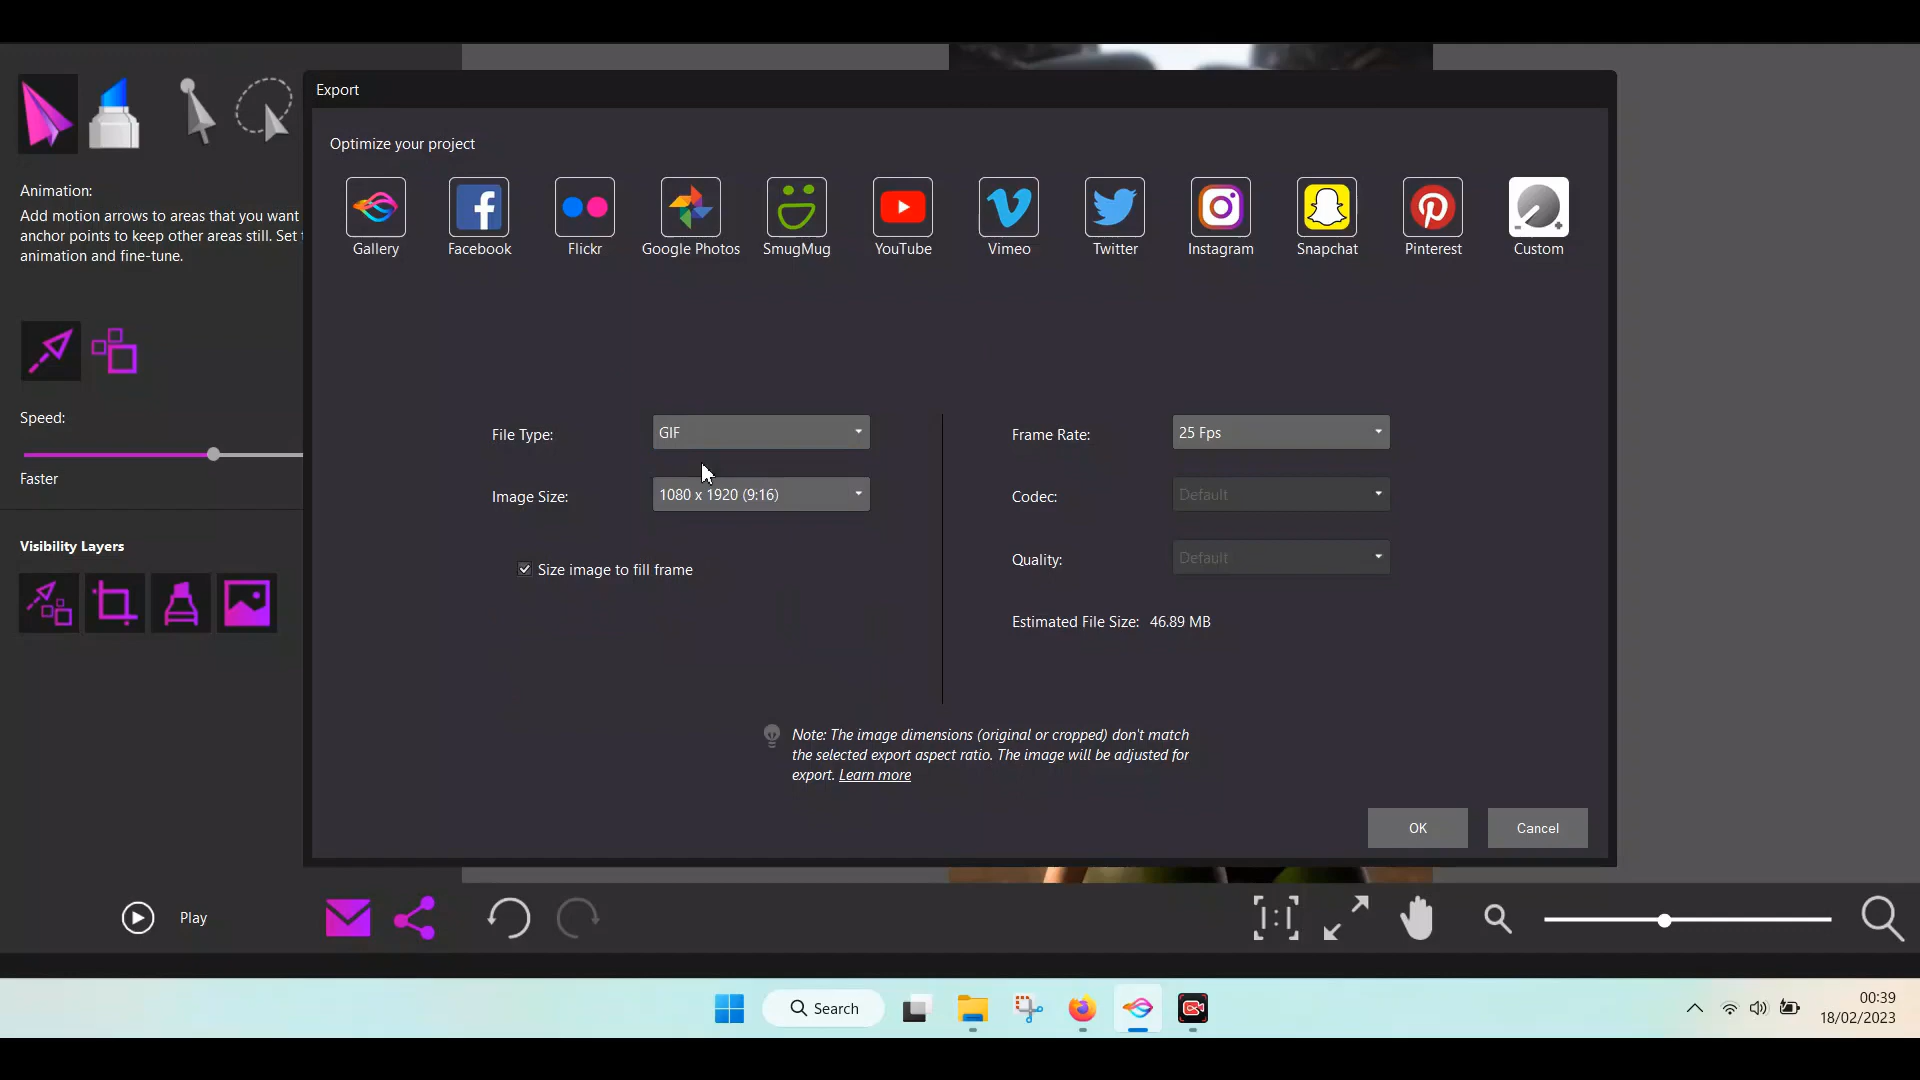 Export
Optimize your project
Gallery
Facebook
Flickr
Google Photos
SmugMug
YouTube
Vimeo
Twitter
Instagram
Snapchat
Pinterest
Custom
Animation:
Add motion arrows to areas that you want
anchor points to keep other areas still. Set
animation and fine-tune.
Speed:
Faster
Visibility Layers
File Type:
GIF
Image Size:
1080 x 1920 (9:16)
Size image to fill frame
Frame Rate:
25 Fps
Codec:
Default
Quality:
Default
Estimated File Size: 46.89 MB
Note: The image dimensions (original or cropped) don't match
the selected export aspect ratio. The image will be adjusted for
export. Learn more
OK
Cancel
Play
Search
00:39
18/02/2023